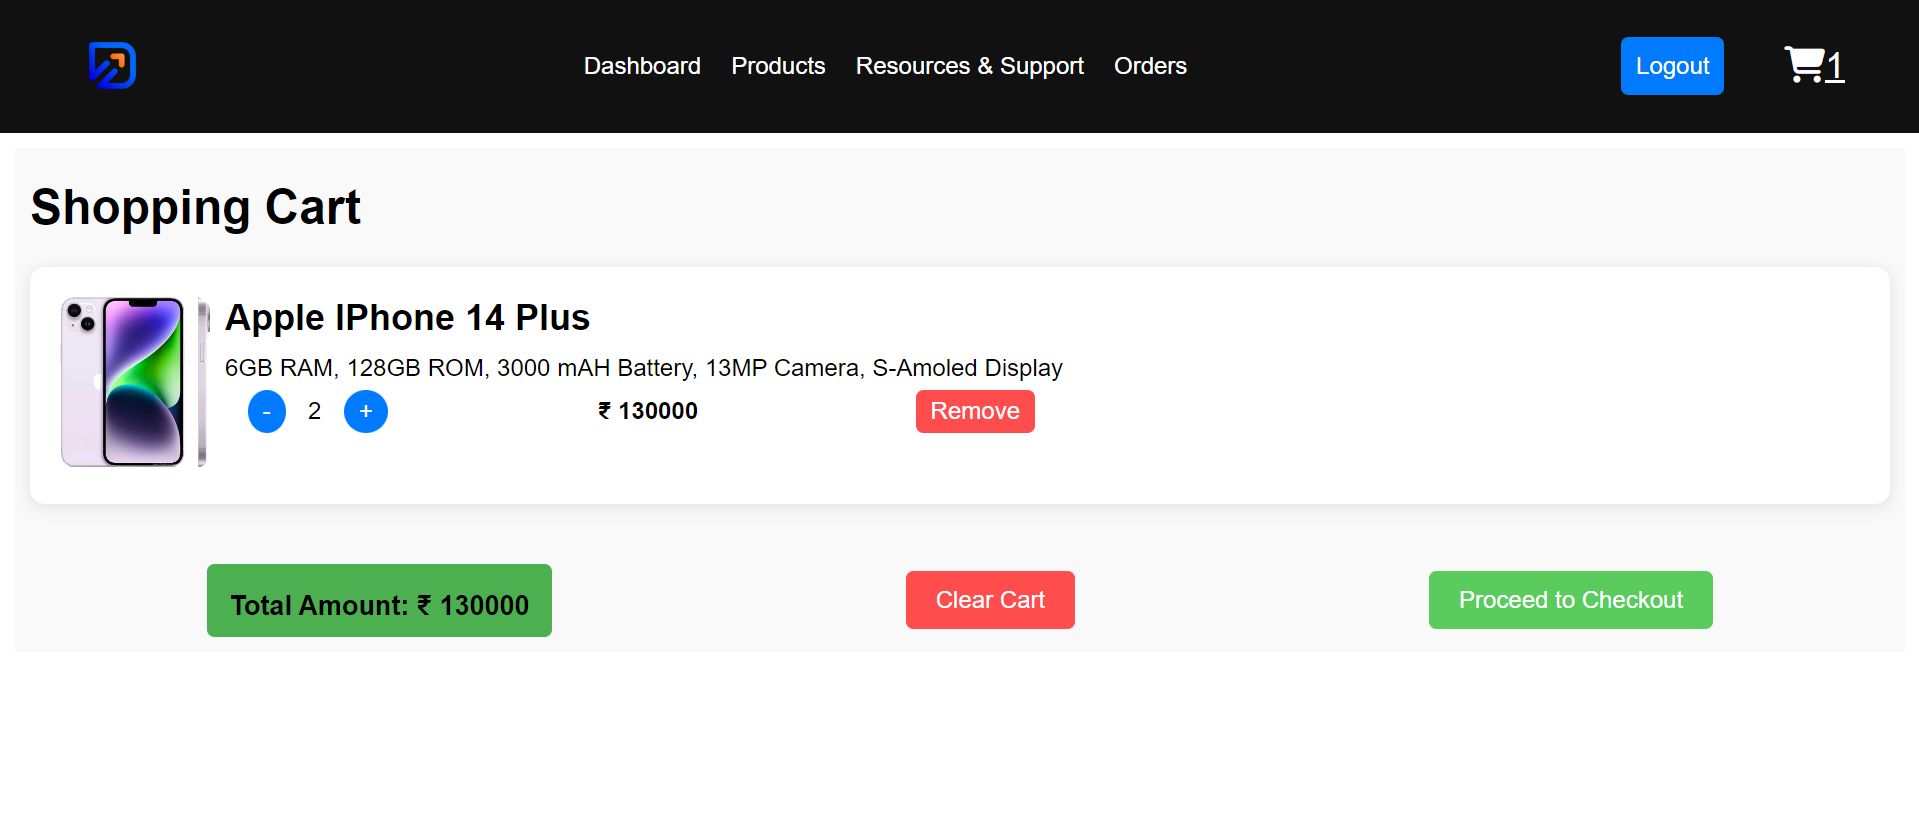 Dashboard Products Resources & Support Orders Logout 1
Shopping Cart
Apple IPhone 14 Plus
6GB RAM, 128GB ROM, 3000 mAH Battery, 13MP Camera, S-Amoled Display
- 2 + ₹ 130000 Remove
Total Amount: ₹ 130000 Clear Cart Proceed to Checkout